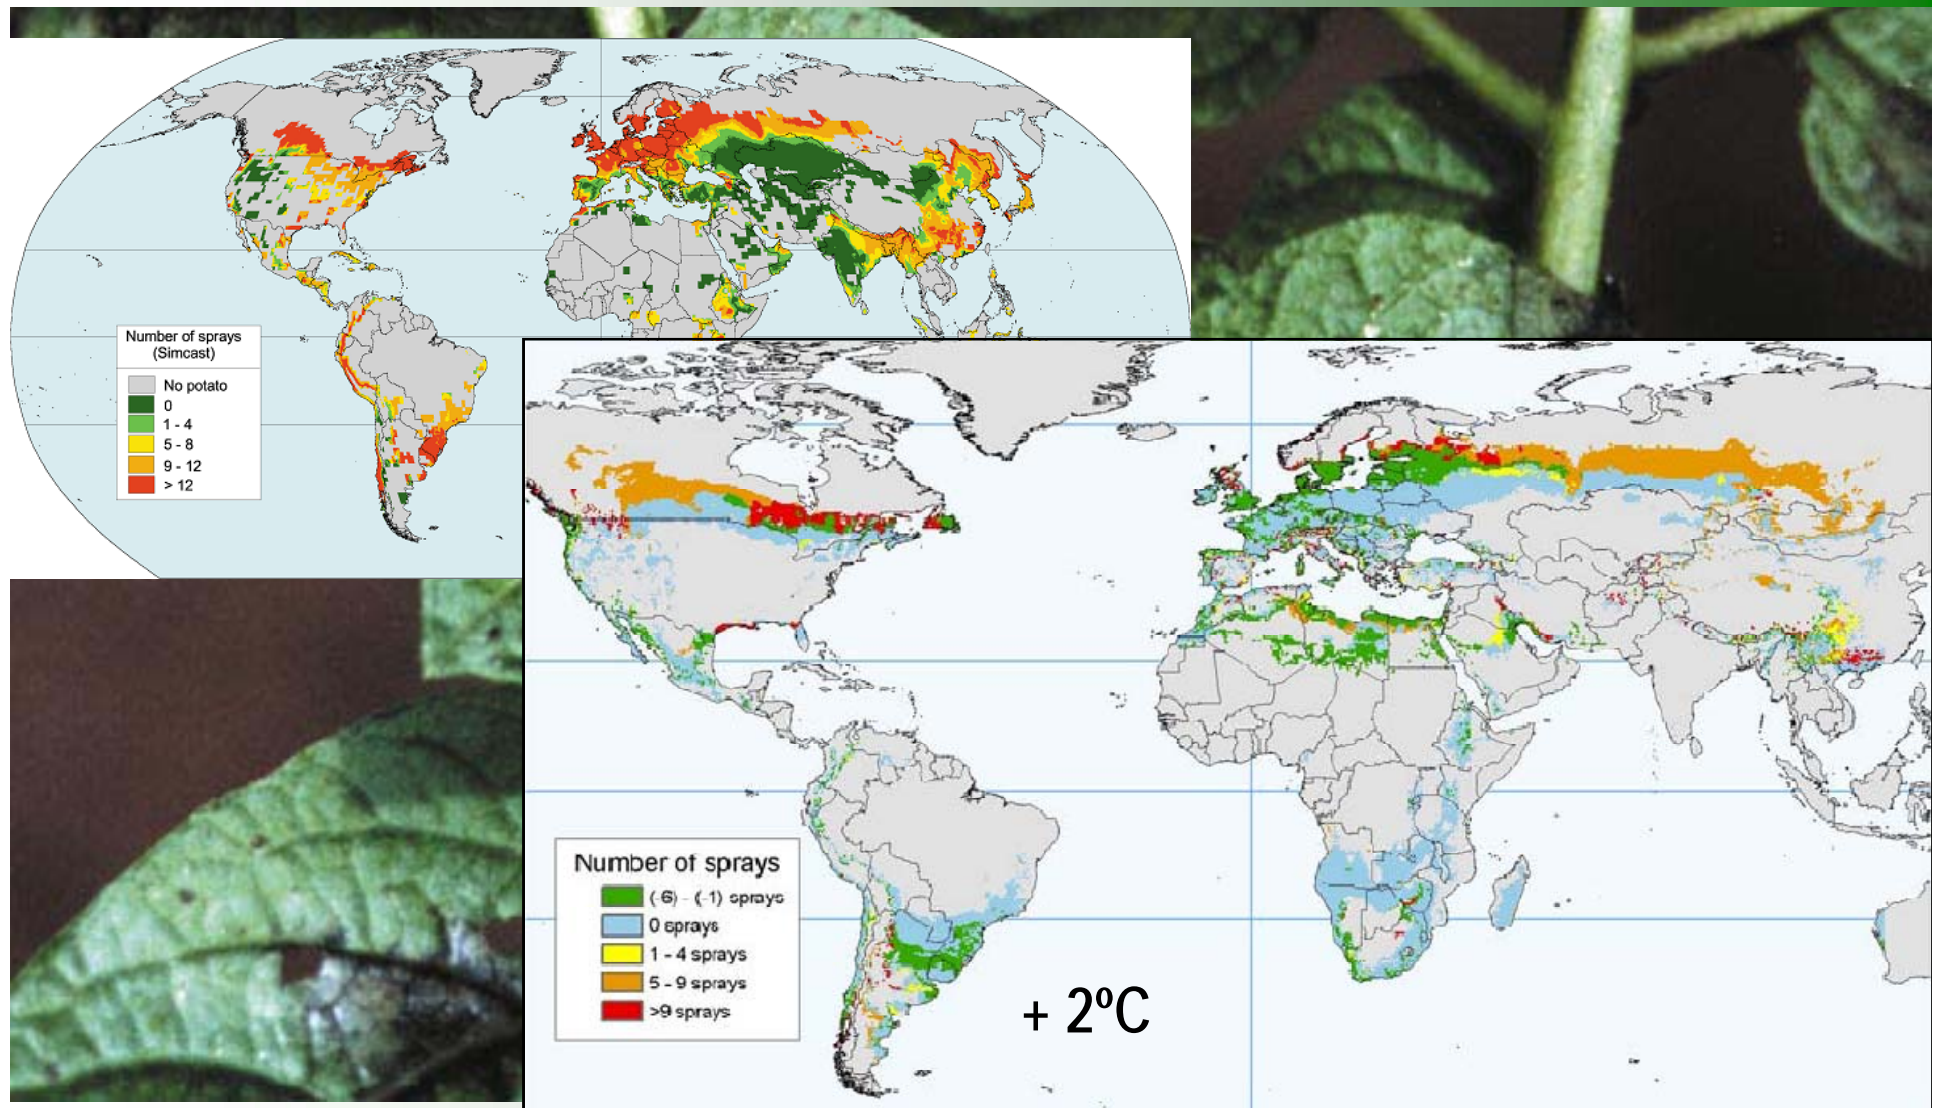 Number of sprays
(Simcast)
No potato
0
1 - 4
5 - 8
9 - 12
> 12
Number of sprays
(-6) - (-1) sprays
0 sprays
1 - 4 sprays
5 - 9 sprays
>9 sprays
+ 2ºC